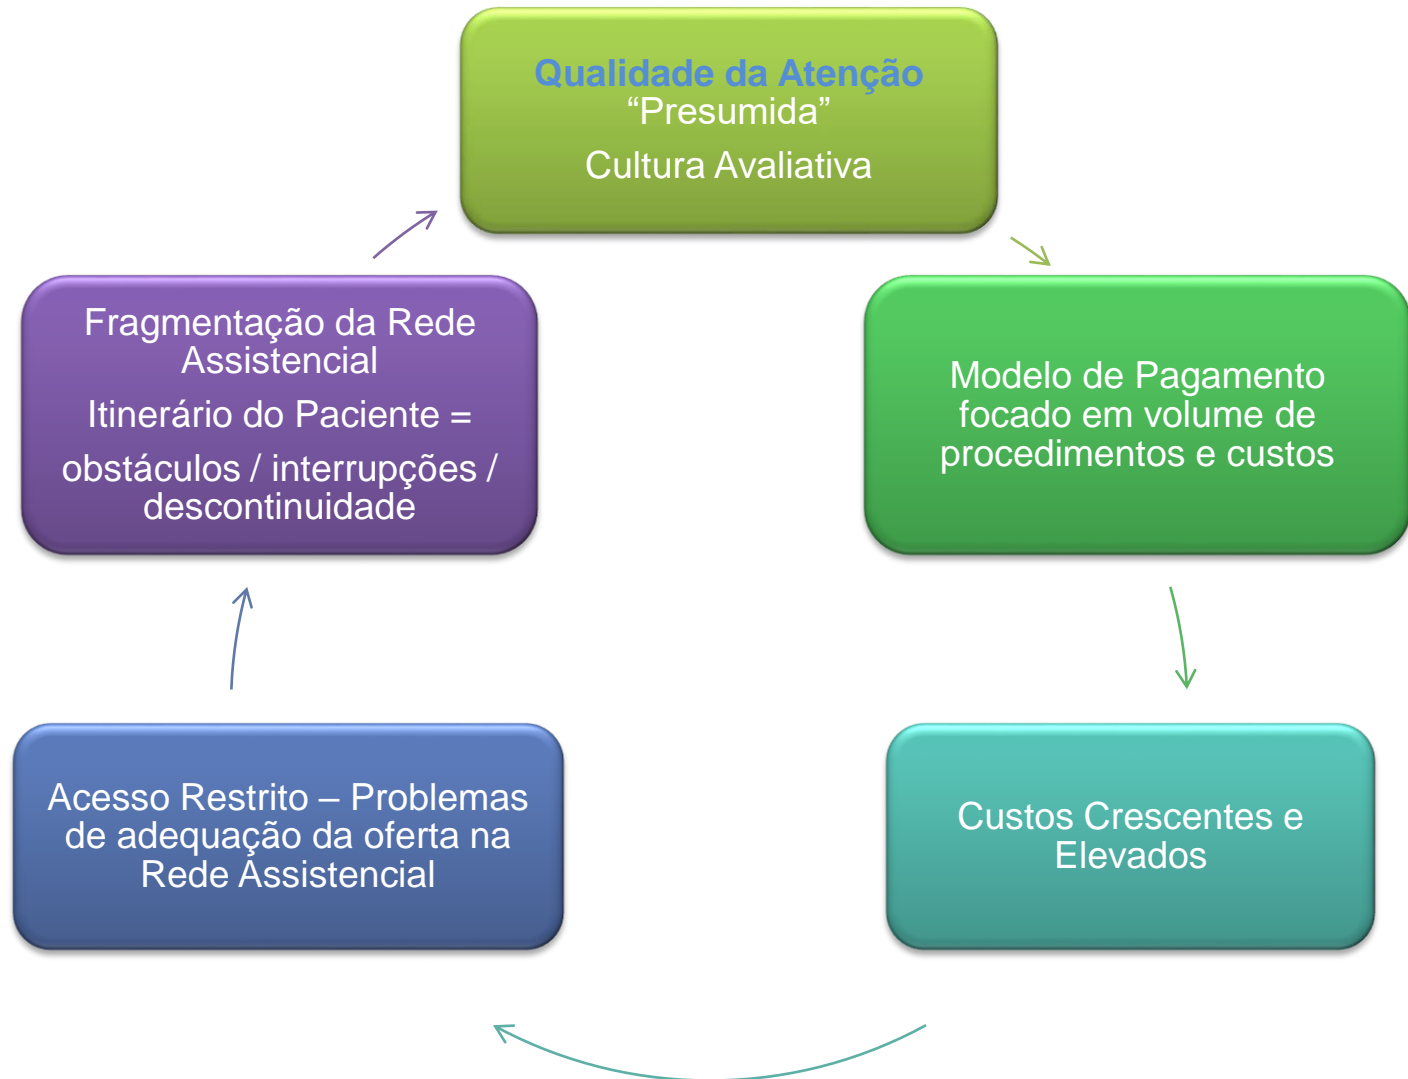 Qualidade da Atenção
“Presumida”
Cultura Avaliativa
Fragmentação da Rede
Assistencial
Itinerário do Paciente =
obstáculos / interrupções /
descontinuidade
Modelo de Pagamento
focado em volume de
procedimentos e custos
Acesso Restrito – Problemas
de adequação da oferta na
Rede Assistencial
Custos Crescentes e
Elevados